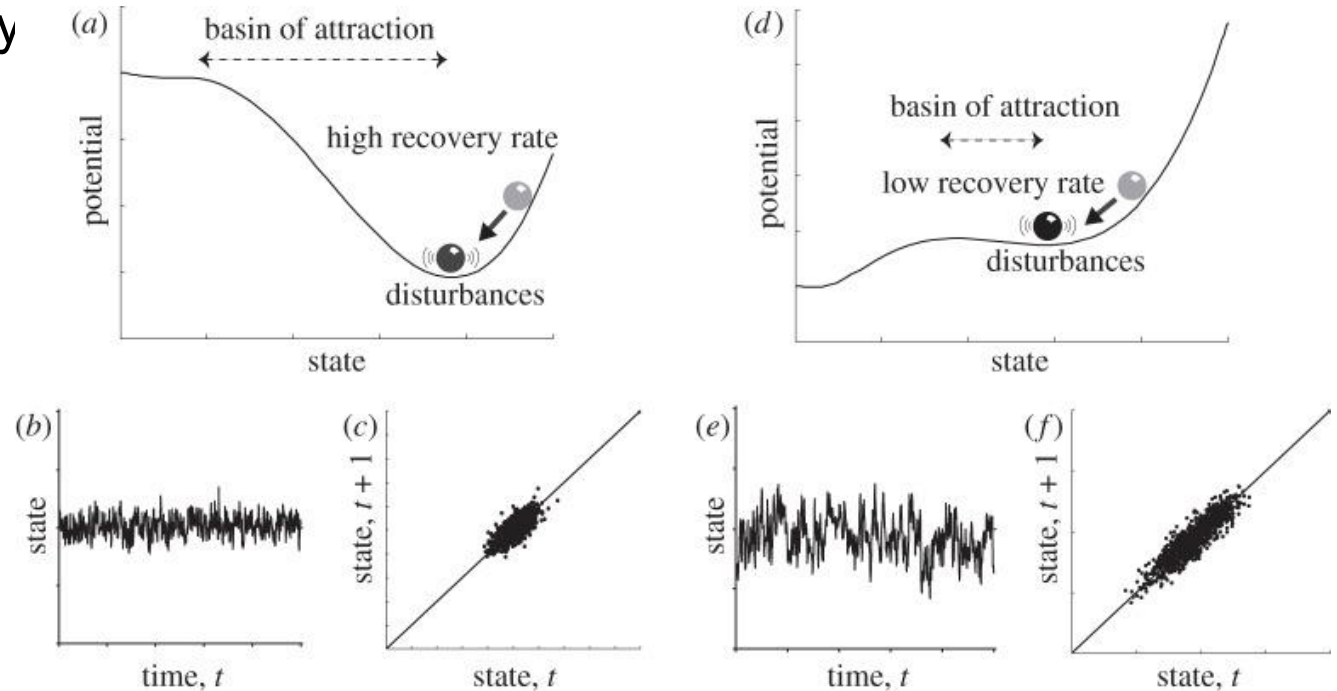 y
(a)
basin of attraction
high recovery rate
disturbances
potential
state
(d)
basin of attraction
low recovery rate
disturbances
potential
state
(b)
state
time, t
(c)
state, t + 1
state, t
(e)
state
time, t
(f)
state, t + 1
state, t